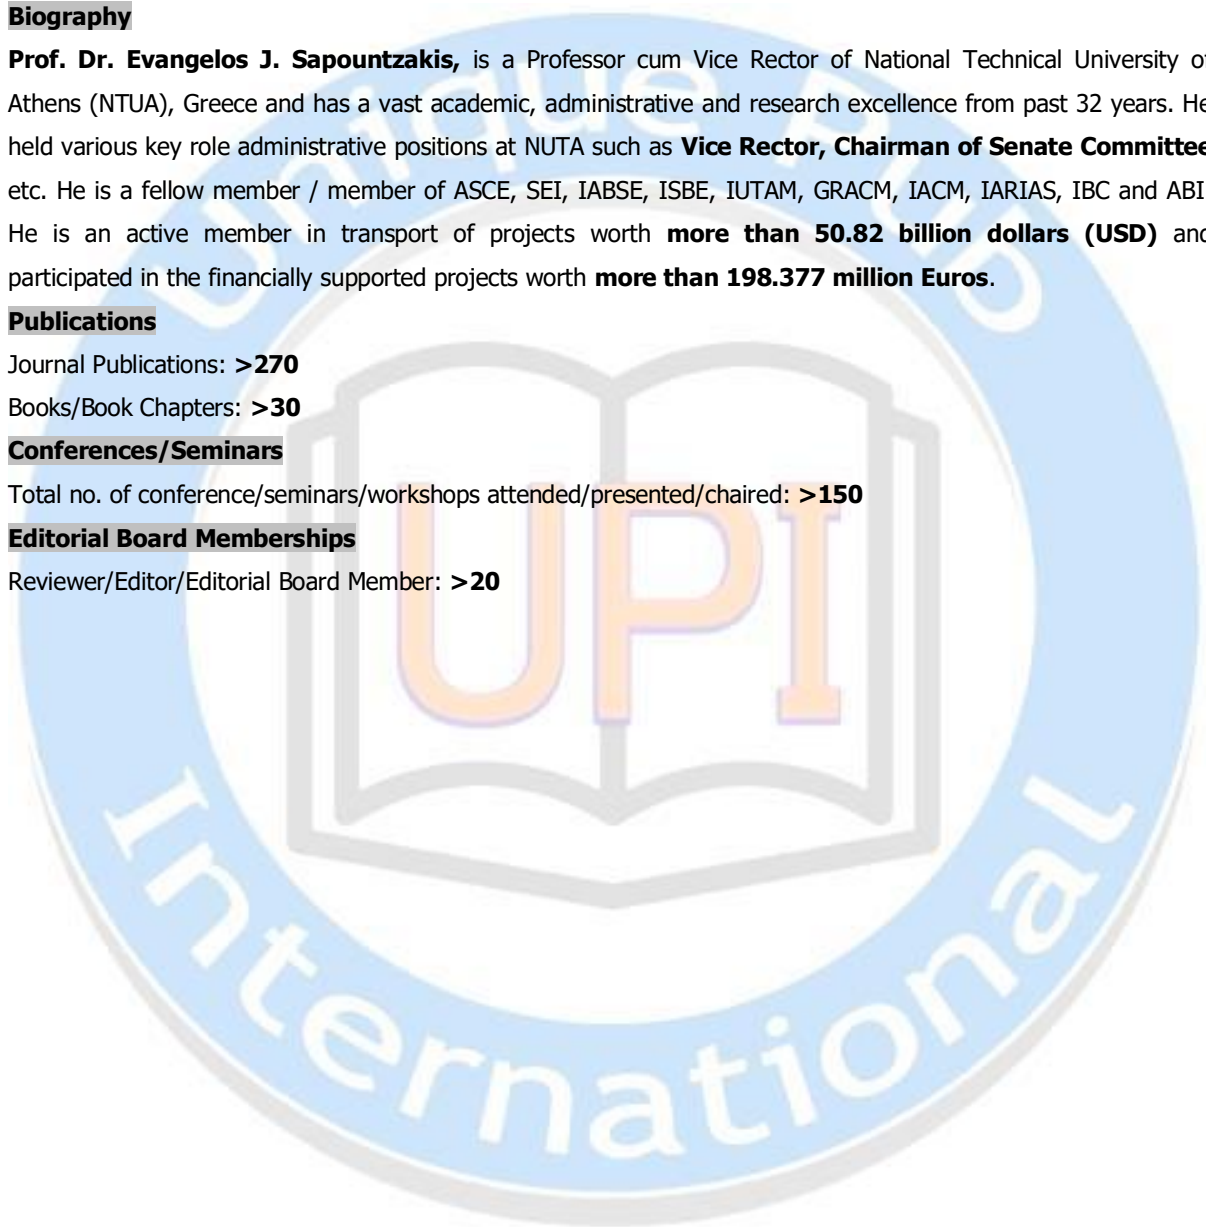 Biography
Prof. Dr. Evangelos J. Sapountzakis, is a Professor cum Vice Rector of National Technical University of
Athens (NTUA), Greece and has a vast academic, administrative and research excellence from past 32 years. He
held various key role administrative positions at NUTA such as Vice Rector, Chairman of Senate Committee
etc. He is a fellow member / member of ASCE, SEI, IABSE, ISBE, IUTAM, GRACM, IACM, IARIAS, IBC and ABI
He is an active member in transport of projects worth more than 50.82 billion dollars (USD) and
participated in the financially supported projects worth more than 198.377 million Euros.
Publications
Journal Publications: >270
Books/Book Chapters: >30
Conferences/Seminars
Total no. of conference/seminars/workshops attended/presented/chaired: >150
Editorial Board Memberships
Reviewer/Editor/Editorial Board Member: >20
Unique Pub
UPI
International